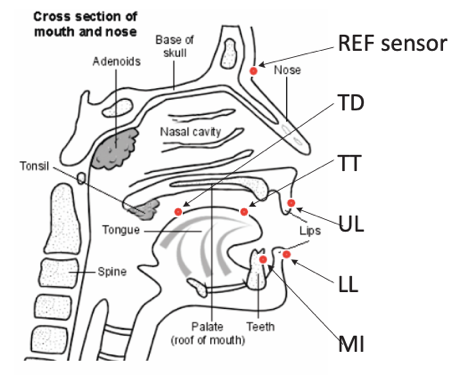 Cross section of
mouth and nose
Base of
skull
Adenoids
REF sensor
Nose
TD
Nasal cavity
Tonsil
TT
Tongue
UL
Lips
Spine
LL
Palate
(roof of mouth)
Teeth
MI